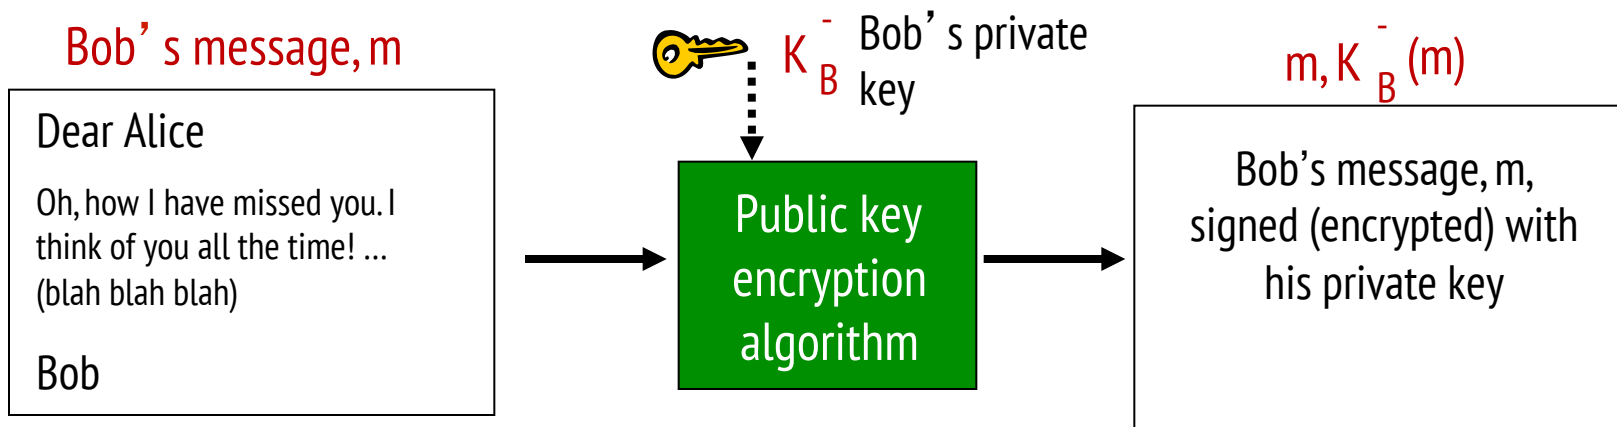 Bob’ s message, m
Dear Alice
Oh, how I have missed you. I
think of you all the time! …
(blah blah blah)
Bob
K
-
B
Bob’ s private
key
Public key
encryption
algorithm
m, K
-
B
(m)
Bob’s message, m,
signed (encrypted) with
his private key